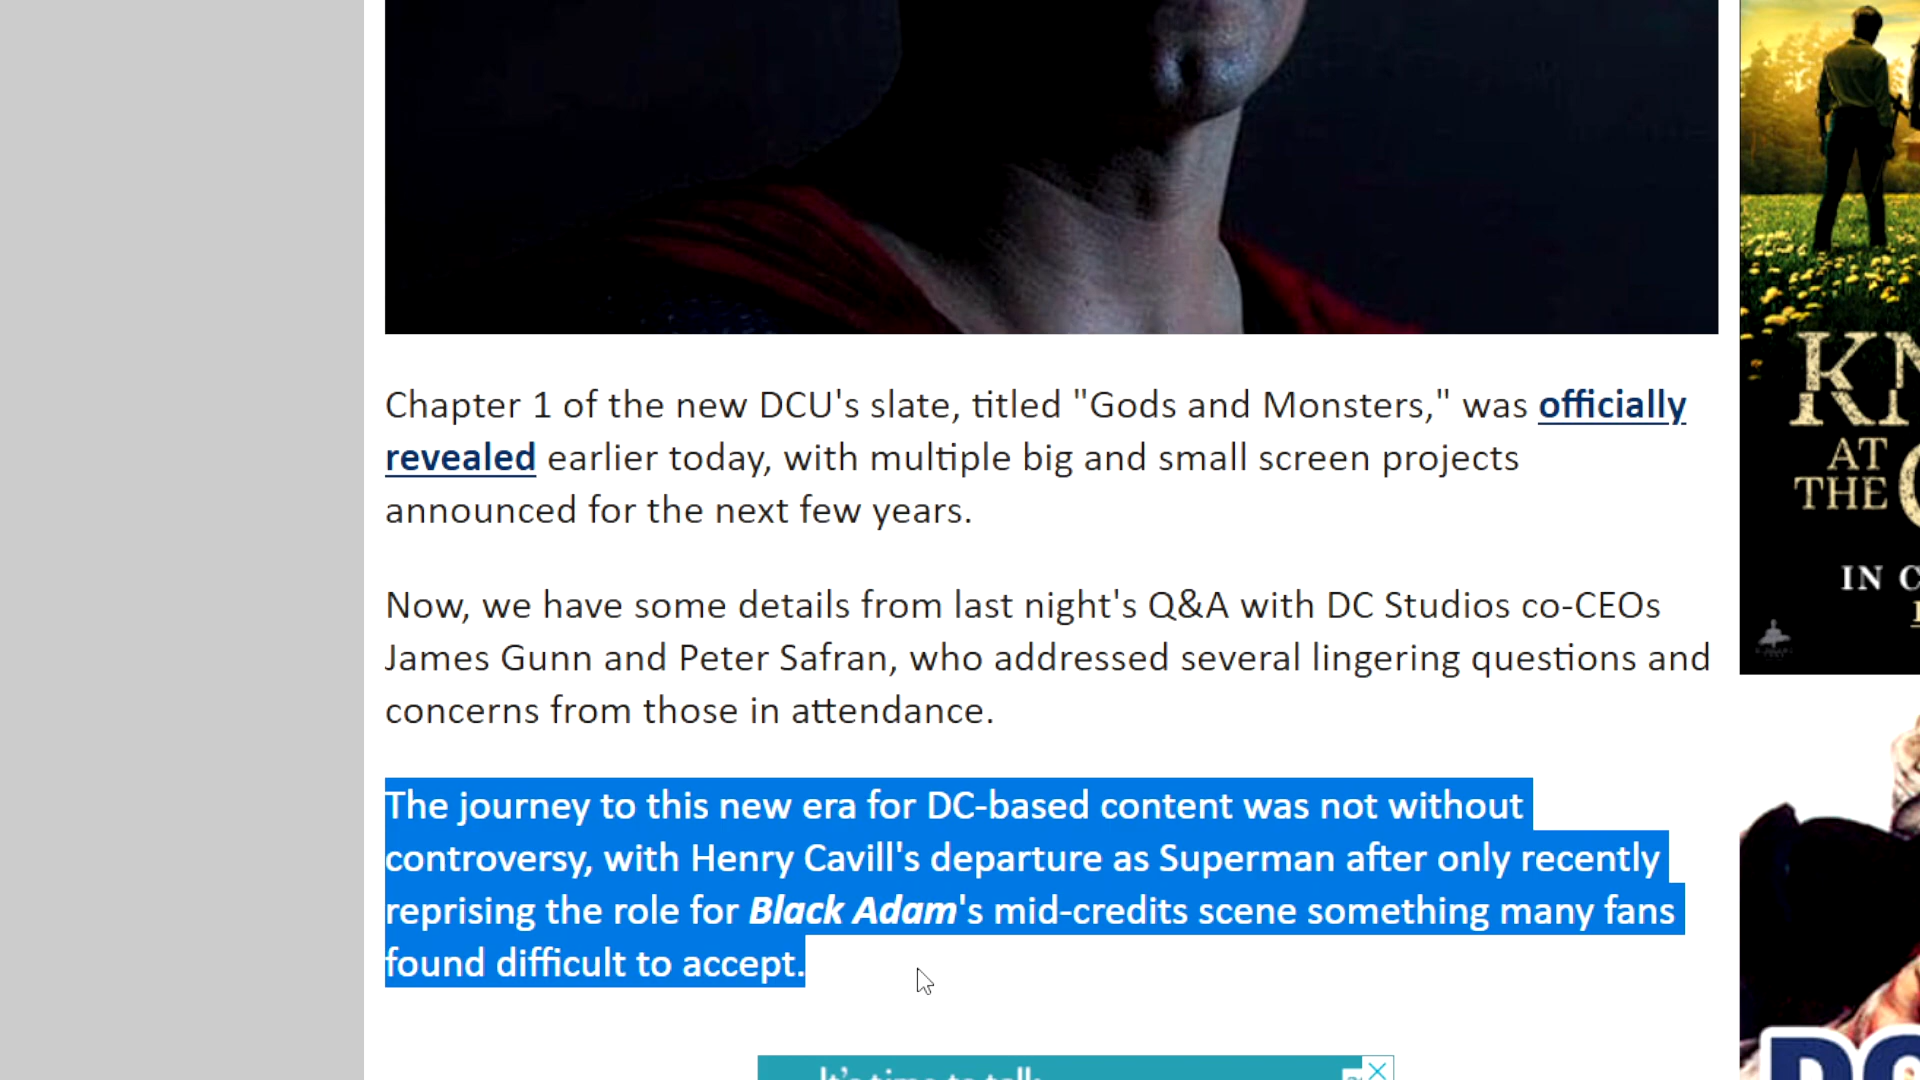 Chapter 1 of the new DCU's slate, titled "Gods and Monsters," was officially
revealed earlier today, with multiple big and small screen projects
announced for the next few years.
Now, we have some details from last night's Q&A with DC Studios co-CEOs
James Gunn and Peter Safran, who addressed several lingering questions and
concerns from those in attendance.
The journey to this new era for DC-based content was not without
controversy, with Henry Cavill's departure as Superman after only recently
reprising the role for Black Adam's mid-credits scene something many fans
found difficult to accept.
It's time to talk
AT
THE
IN